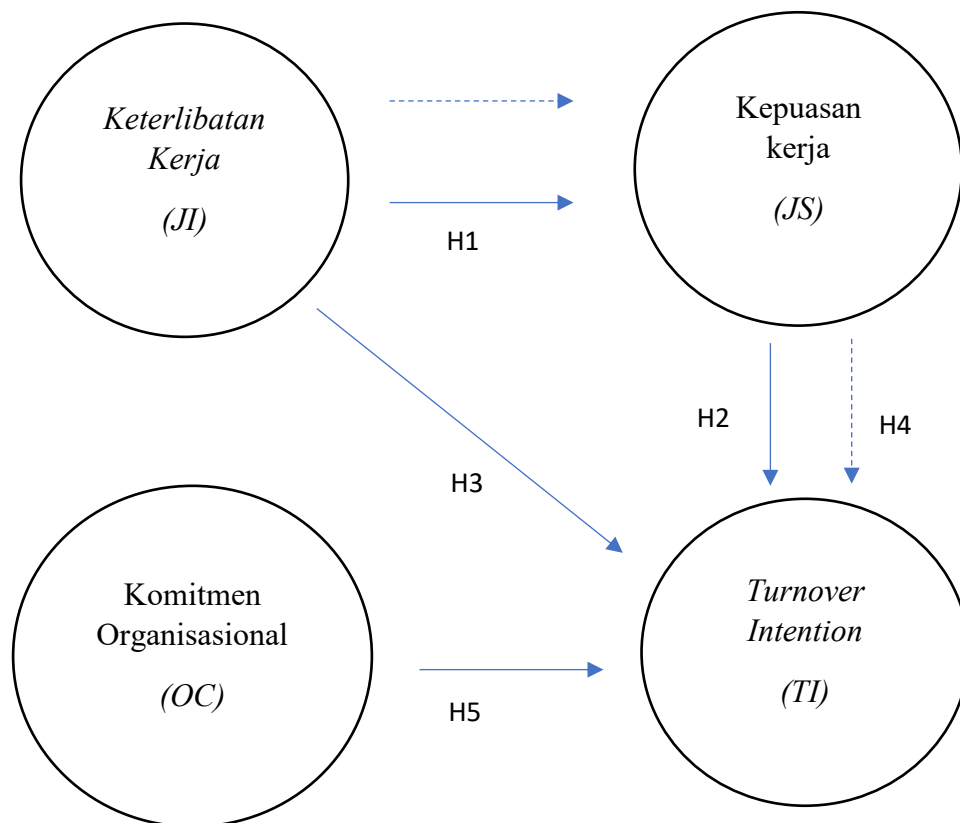 Keterlibatan
Kerja
(JI)
H1
Kepuasan
kerja
(JS)
H2
H4
H3
Komitmen
Organisasional
(OC)
H5
Turnover
Intention
(TI)